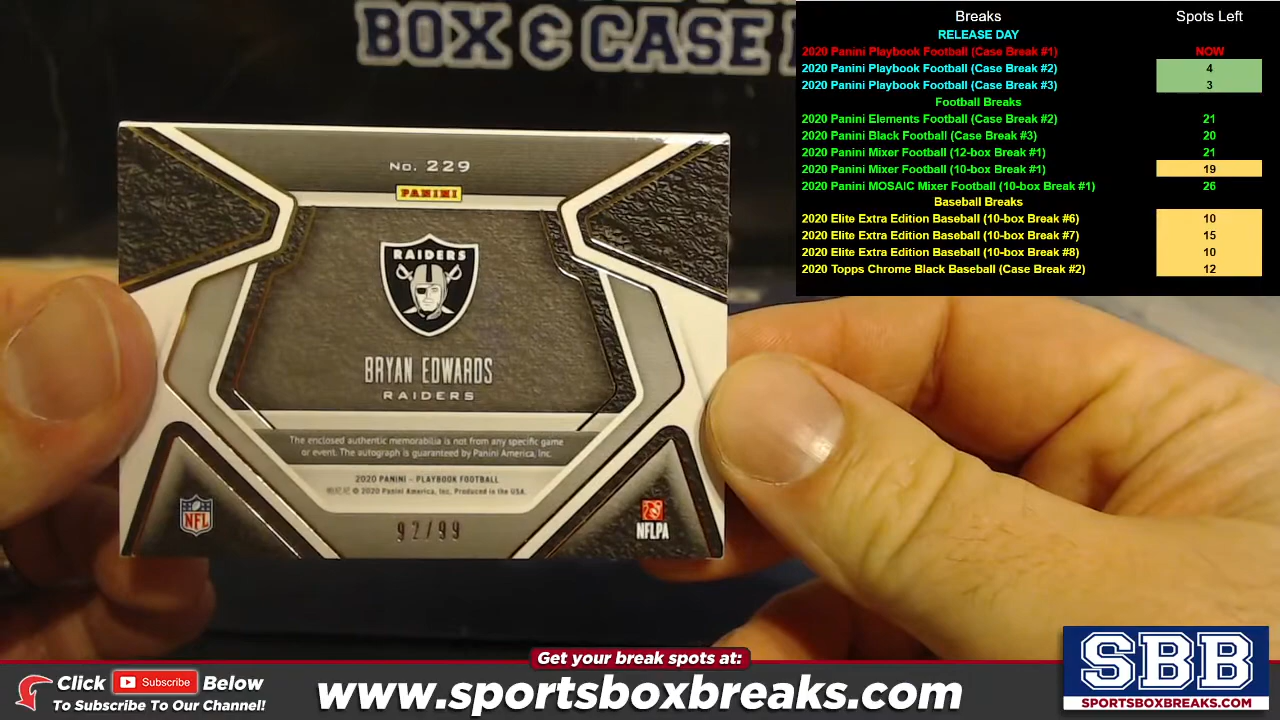 BOX & CASE
No. 229
PANINI
RAIDERS
BRYAN EDWARDS
RAIDERS
The enclosed authentic memorabilia is not from any specific game
or event. The autograph is guaranteed by Panini America, Inc.
2020 PANINI - PLAYBOOK FOOTBALL
© 2020 Panini America, Inc. Produced in the USA.
92/99
NFL
NFLPA
Breaks Spots Left
RELEASE DAY
2020 Panini Playbook Football (Case Break #1) NOW
2020 Panini Playbook Football (Case Break #2) 4
2020 Panini Playbook Football (Case Break #3) 3
Football Breaks
2020 Panini Elements Football (Case Break #2) 21
2020 Panini Black Football (Case Break #3) 20
2020 Panini Mixer Football (12-box Break #1) 21
2020 Panini Mixer Football (10-box Break #1) 19
2020 Panini MOSAIC Mixer Football (10-box Break #1) 26
Baseball Breaks
2020 Elite Extra Edition Baseball (10-box Break #6) 10
2020 Elite Extra Edition Baseball (10-box Break #7) 15
2020 Elite Extra Edition Baseball (10-box Break #8) 10
2020 Topps Chrome Black Baseball (Case Break #2) 12
Get your break spots at:
Click Subscribe Below
To Subscribe To Our Channel!
www.sportsboxbreaks.com
SBB
SPORTSBOXBREAKS.COM